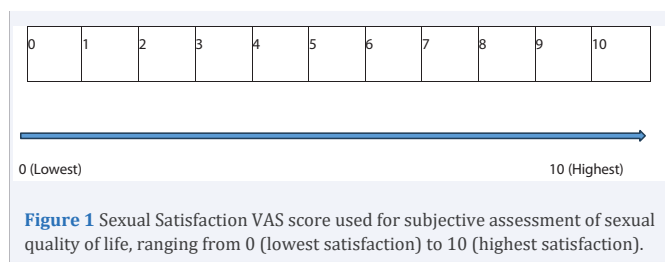 0 1 2 3 4 5 6 7 8 9 10
0 (Lowest) 10 (Highest)
Figure 1 Sexual Satisfaction VAS score used for subjective assessment of sexual
quality of life, ranging from 0 (lowest satisfaction) to 10 (highest satisfaction).